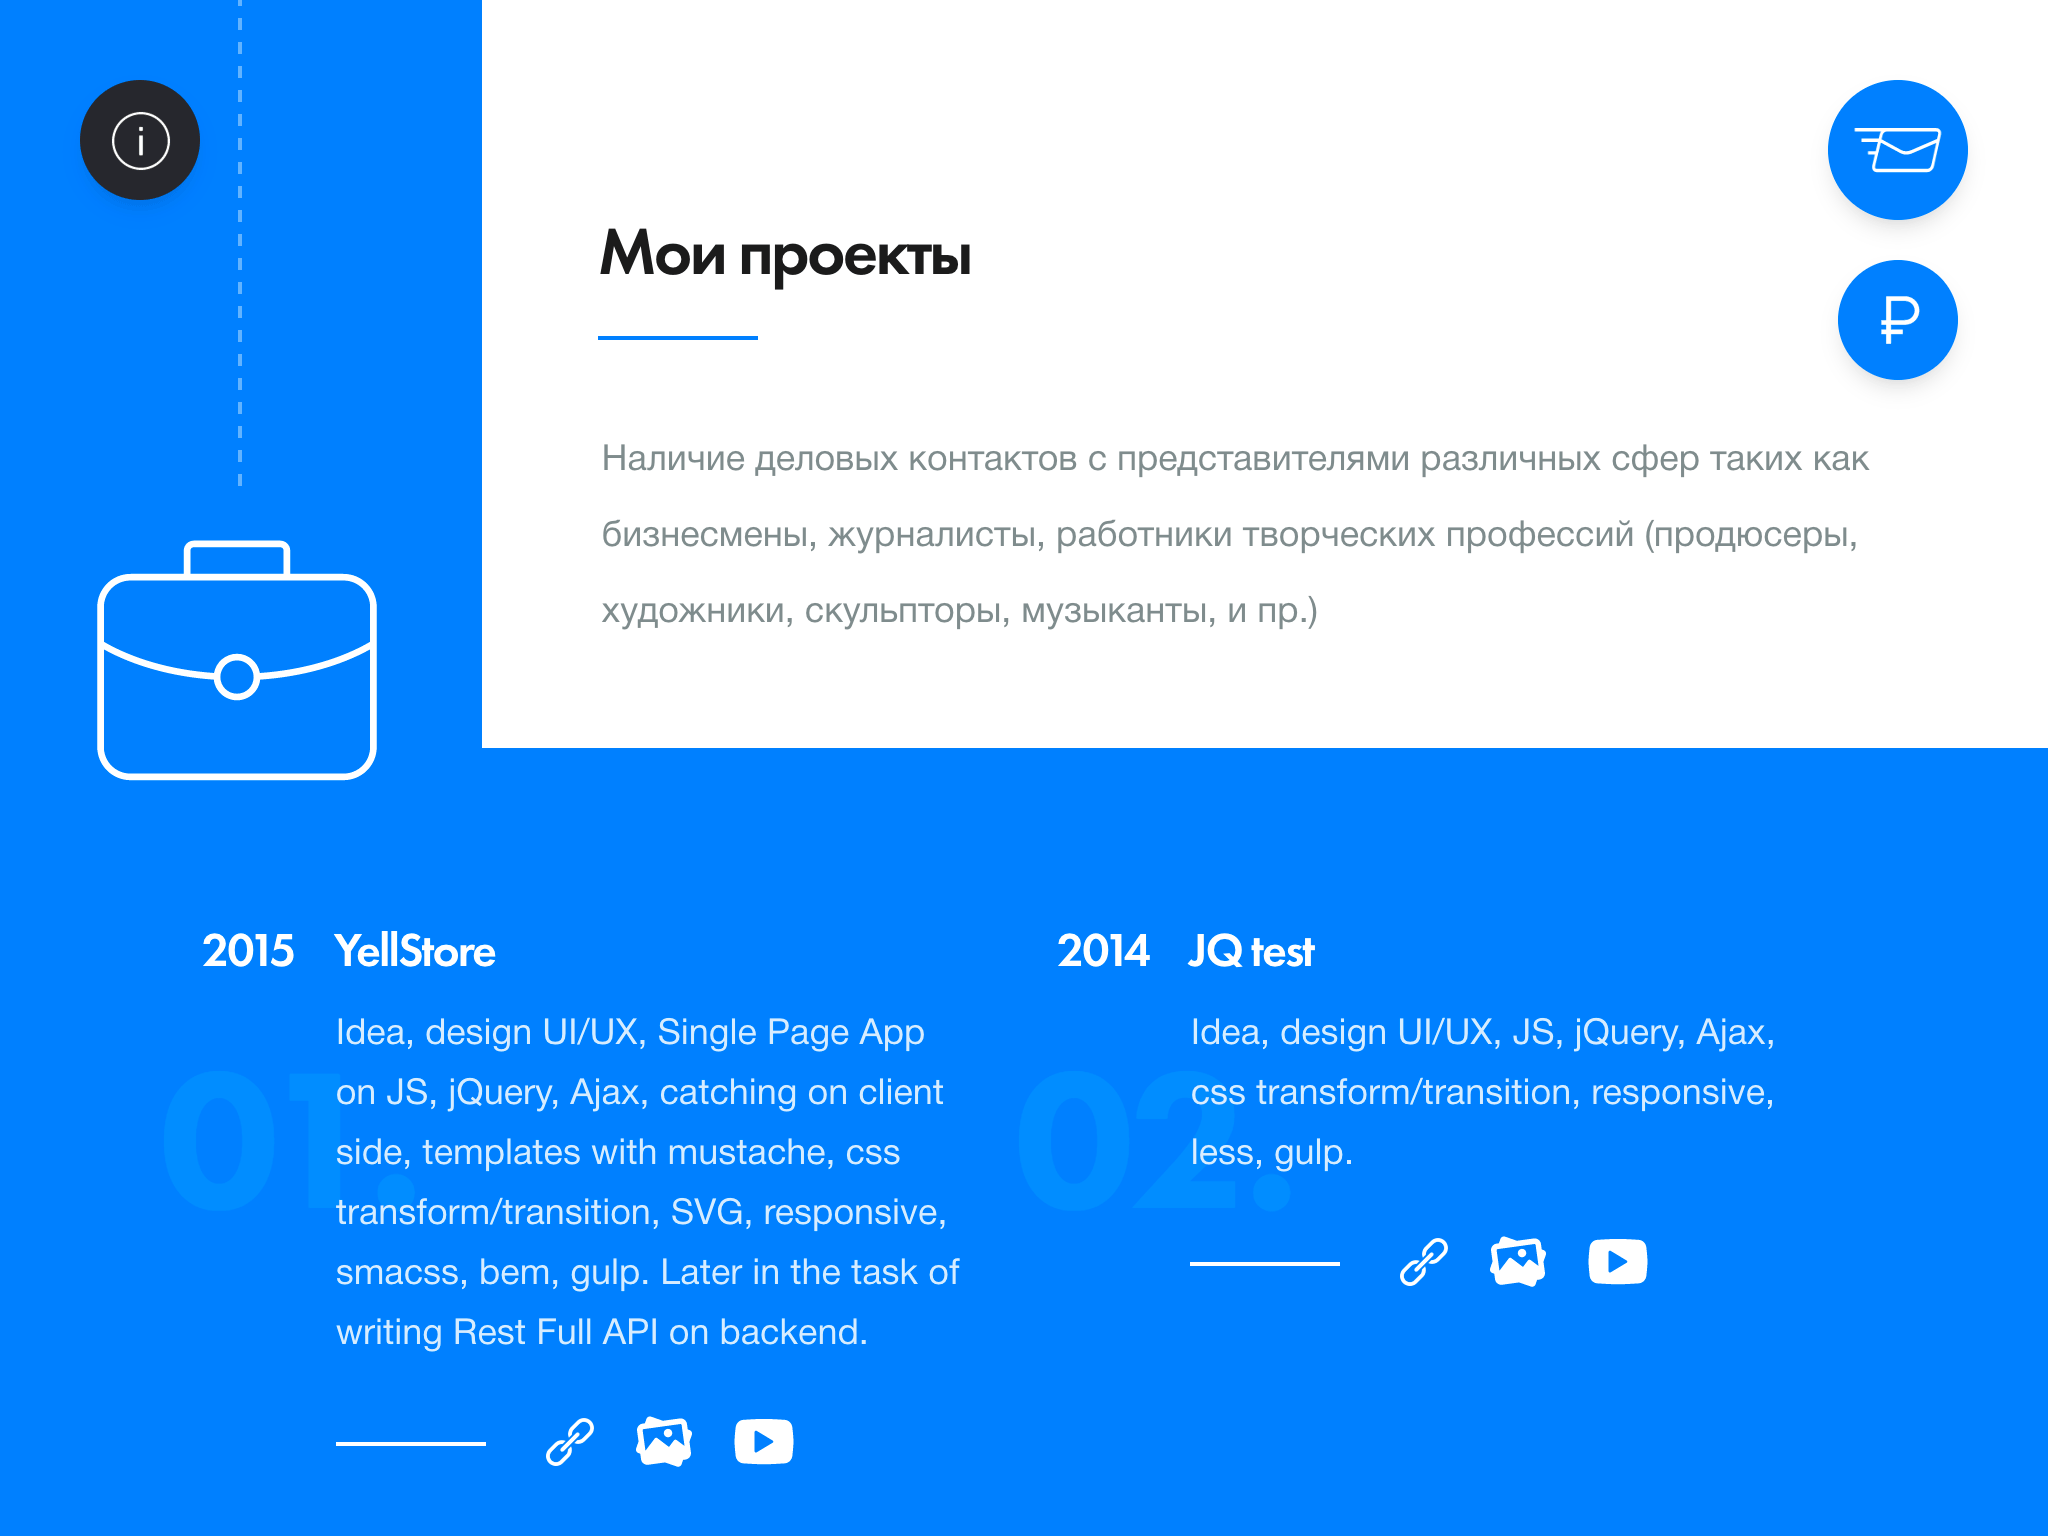 Мои проекты
Наличие деловых контактов с представителями различных сфер таких как
бизнесмены, журналисты, работники творческих профессий (продюсеры,
художники, скульпторы, музыканты, и пр.)
2015 YellStore
01.
Idea, design UI/UX, Single Page App
on JS, jQuery, Ajax, catching on client
side, templates with mustache, css
transform/transition, SVG, responsive,
smacss, bem, gulp. Later in the task of
writing Rest Full API on backend.
2014 JQ test
02.
Idea, design UI/UX, JS, jQuery, Ajax,
css transform/transition, responsive,
less, gulp.